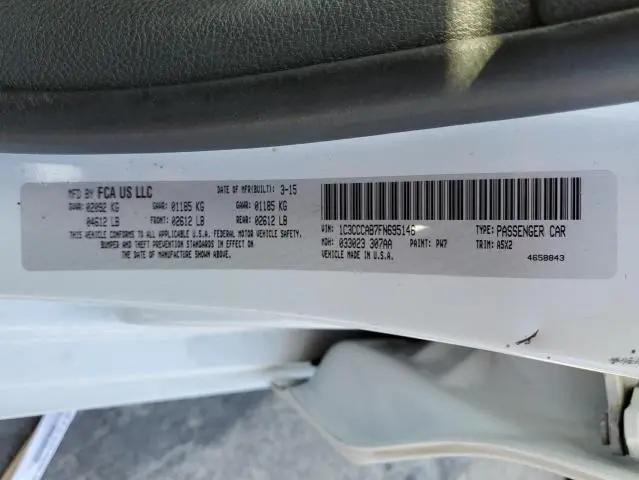 MFD BY FCA US LLC DATE OF MFR(BUILT): 3-15
GVWR: 02092 KG GAWR: 01185 KG GAWR: 01185 KG
04612 LB FRONT: 02612 LB REAR: 02612 LB
THIS VEHICLE CONFORMS TO ALL APPLICABLE U.S.A. FEDERAL MOTOR VEHICLE SAFETY,
BUMPER AND THEFT PREVENTION STANDARDS IN EFFECT ON
THE DATE OF MANUFACTURE SHOWN ABOVE.
VIN: 1C3CCCAB7FN695146 TYPE: PASSENGER CAR
MDH: 033023 307AA PAINT: PW7 TRIM: A5X2
VEHICLE MADE IN U.S.A. 4658843